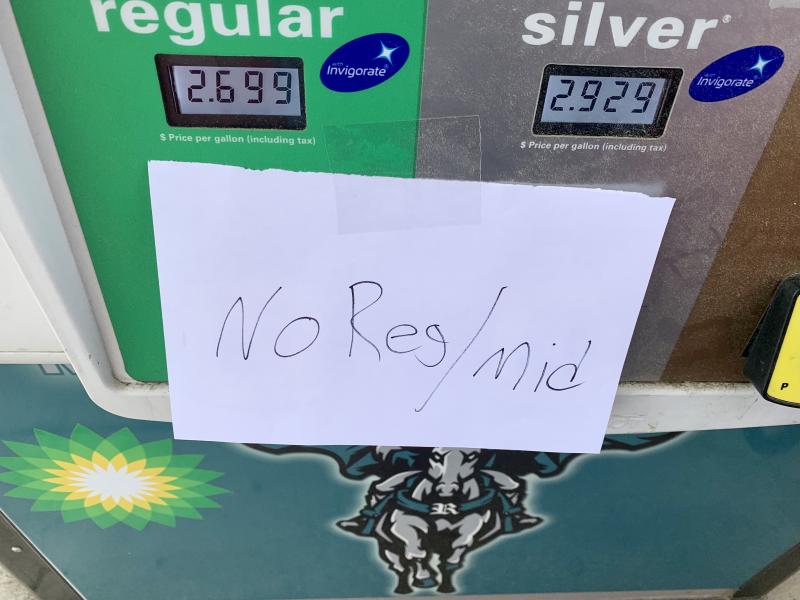 regular
silver®
with Invigorate®
with Invigorate
2.699
2.929
$ Price per gallon (including tax)
$ Price per gallon (including tax)
No Reg/Mid
P
R